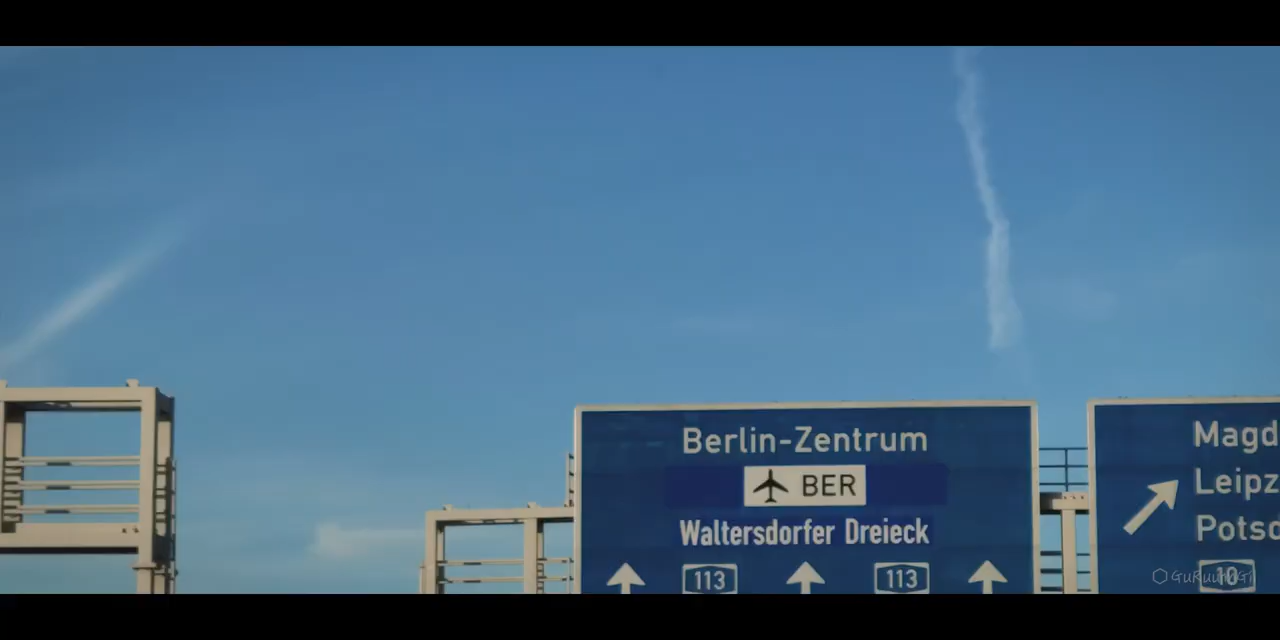 Berlin-Zentrum
BER
Waltersdorfer Dreieck
113
113
Magd
Leipz
Potsd
10